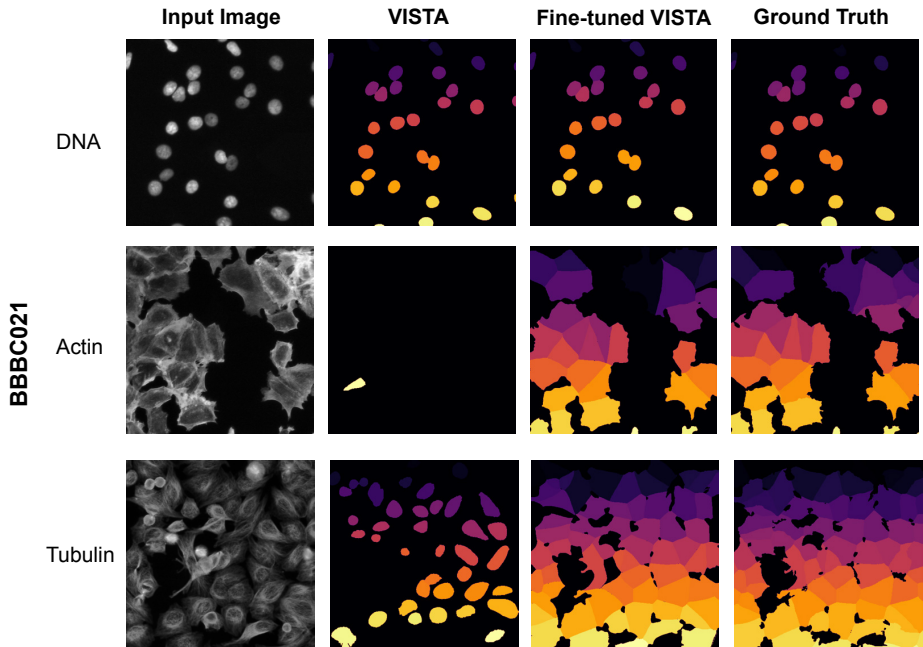 Input Image
VISTA
Fine-tuned VISTA
Ground Truth
DNA
BBBC021
Actin
Tubulin